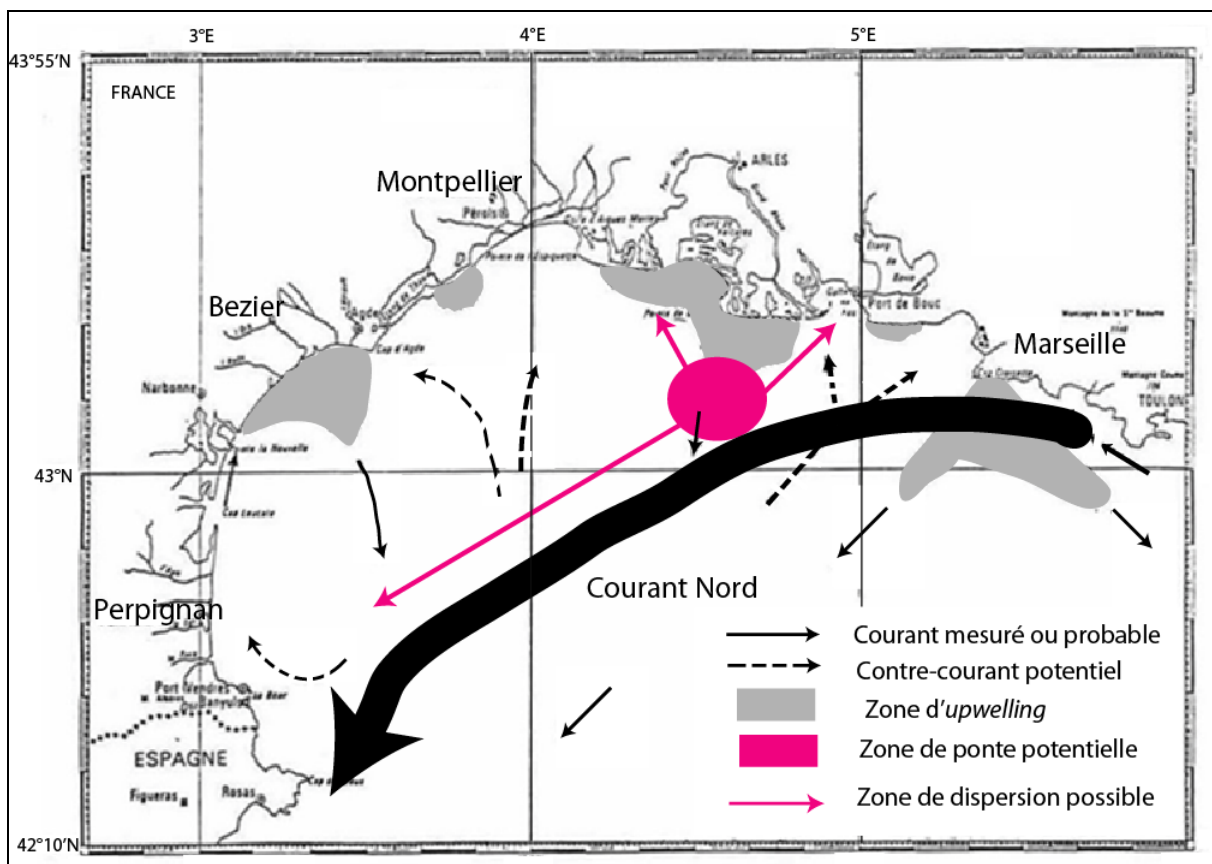 3°E 4°E 5°E
43°55'N
FRANCE
ARLES
Montpellier
Bezier
Port de Bouc
Marseille
Cap d'Agde
Narbonne
TOULON
43°N
Courant Nord
Perpignan
Courant mesuré ou probable
Contre-courant potentiel
Port Vendres
Zone d'upwelling
Zone de ponte potentielle
ESPAGNE
Figueras
Rosas
Zone de dispersion possible
42°10'N